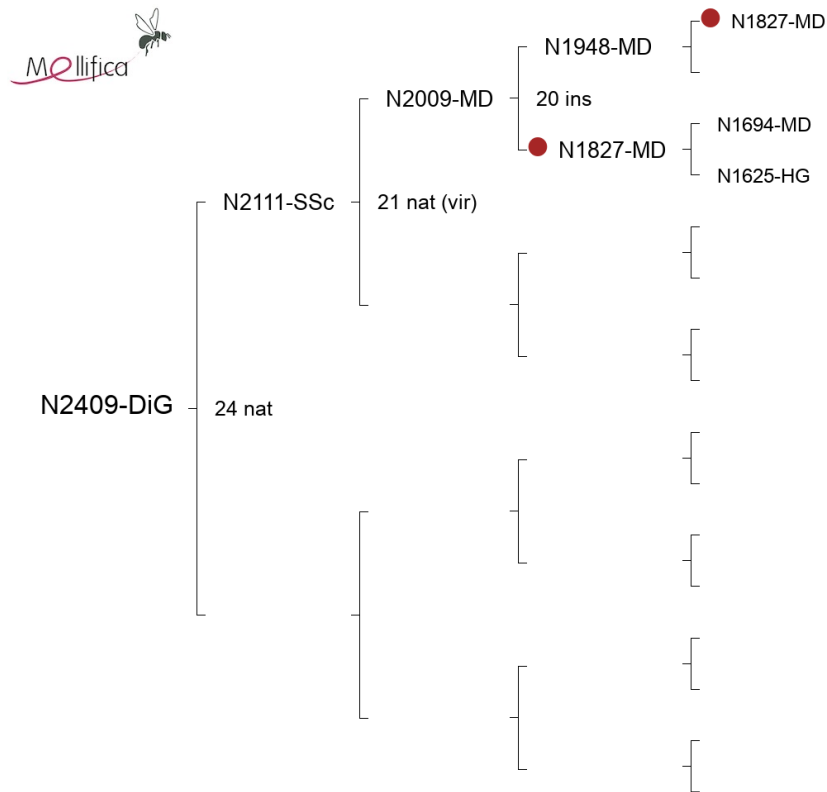 Mellifica
N1827-MD
N1948-MD
N2009-MD
20 ins
N1694-MD
N1827-MD
N1625-HG
N2111-SSc
21 nat (vir)
N2409-DiG
24 nat